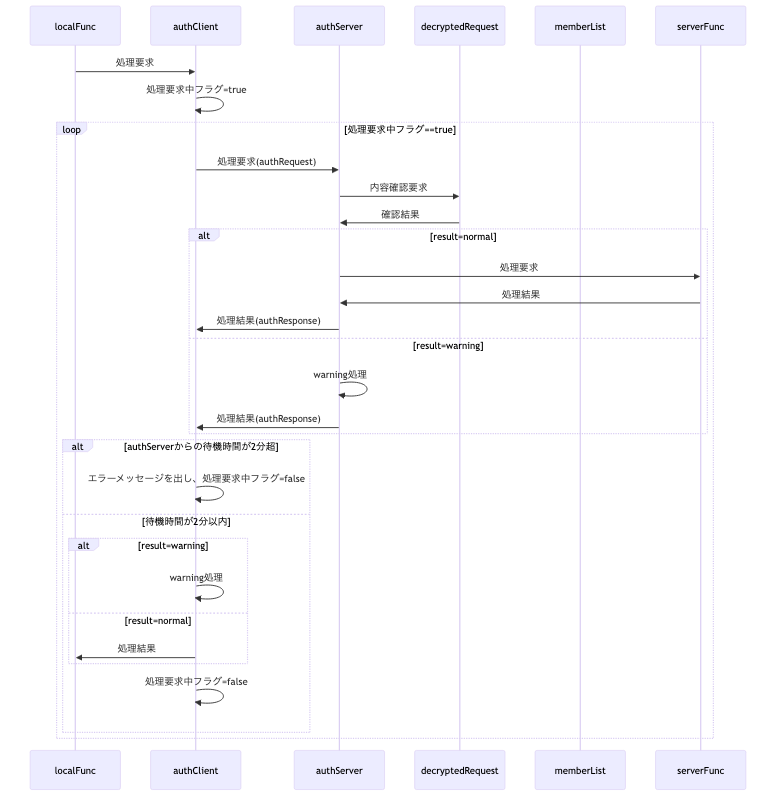 localFunc authClient authServer decryptedRequest memberList serverFunc
処理要求
処理要求中フラグ=true
loop [処理要求中フラグ==true]
処理要求(authRequest)
内容確認要求
確認結果
alt [result=normal]
処理要求
処理結果
処理結果(authResponse)
[result=warning]
warning処理
処理結果(authResponse)
alt [authServerからの待機時間が2分超]
エラーメッセージを出し、処理要求中フラグ=false
[待機時間が2分以内]
alt [result=warning]
warning処理
[result=normal]
処理結果
処理要求中フラグ=false
localFunc authClient authServer decryptedRequest memberList serverFunc